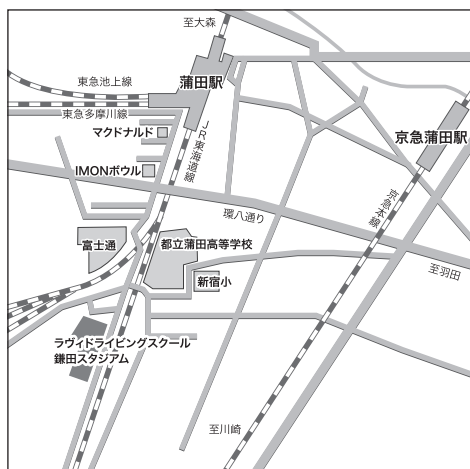 至大森
蒲田駅
東急池上線
東急多摩川線
マクドナルド
JR東海道線
京急蒲田駅
IMONボウル
京急本線
環八通り
富士通
都立蒲田高等学校
至羽田
新宿小
ラヴィドライビングスクール
鎌田スタジアム
至川崎